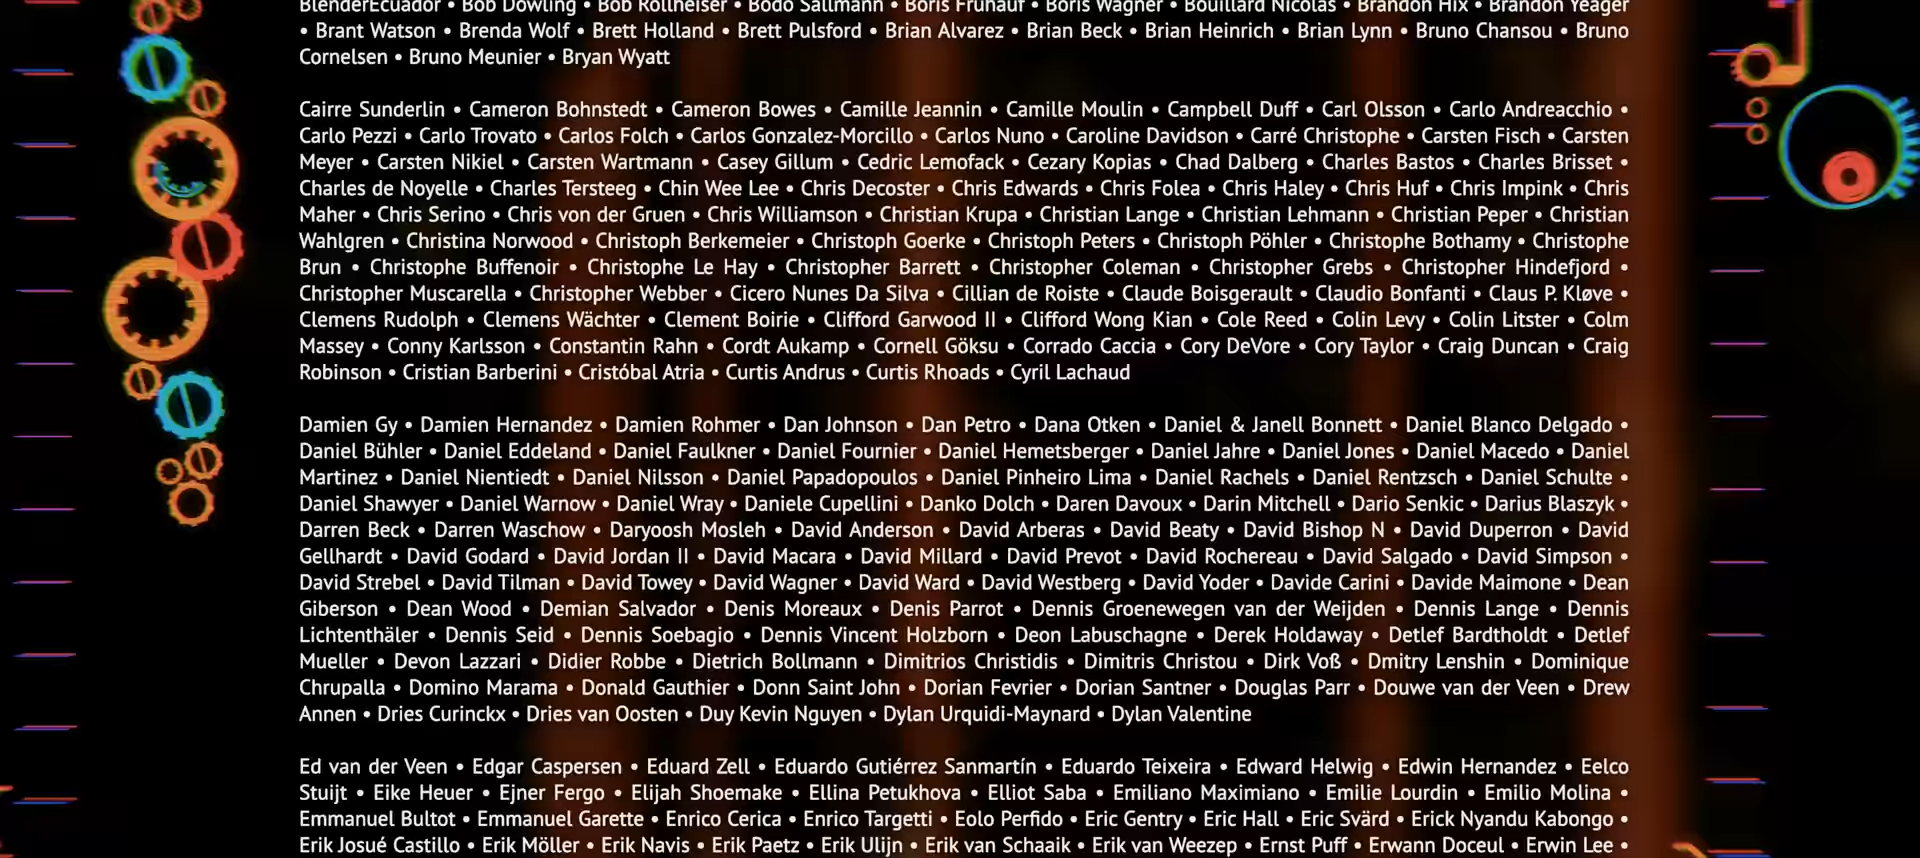 BlenderEcuador • Bob Dowling • Bob Rollheiser • Bodo Sallmann • Boris Fruhauf • Boris Wagner • Bouillard Nicolas • Brandon Hix • Brandon Yeager
• Brant Watson • Brenda Wolf • Brett Holland • Brett Pulsford • Brian Alvarez • Brian Beck • Brian Heinrich • Brian Lynn • Bruno Chansou • Bruno
Cornelsen • Bruno Meunier • Bryan Wyatt
Cairre Sunderlin • Cameron Bohnstedt • Cameron Bowes • Camille Jeannin • Camille Moulin • Campbell Duff • Carl Olsson • Carlo Andreacchio •
Carlo Pezzi • Carlo Trovato • Carlos Folch • Carlos Gonzalez-Morcillo • Carlos Nuno • Caroline Davidson • Carré Christophe • Carsten Fisch • Carsten
Meyer • Carsten Nikiel • Carsten Wartmann • Casey Gillum • Cedric Lemofack • Cezary Kopias • Chad Dalberg • Charles Bastos • Charles Brisset •
Charles de Noyelle • Charles Tersteeg • Chin Wee Lee • Chris Decoster • Chris Edwards • Chris Folea • Chris Haley • Chris Huf • Chris Impink • Chris
Maher • Chris Serino • Chris von der Gruen • Chris Williamson • Christian Krupa • Christian Lange • Christian Lehmann • Christian Peper • Christian
Wahlgren • Christina Norwood • Christoph Berkemeier • Christoph Goerke • Christoph Peters • Christoph Pöhler • Christophe Bothamy • Christophe
Brun • Christophe Buffenoir • Christophe Le Hay • Christopher Barrett • Christopher Coleman • Christopher Grebs • Christopher Hindefjord •
Christopher Muscarella • Christopher Webber • Cicero Nunes Da Silva • Cillian de Roiste • Claude Boisgerault • Claudio Bonfanti • Claus P. Kløve •
Clemens Rudolph • Clemens Wächter • Clement Boirie • Clifford Garwood II • Clifford Wong Kian • Cole Reed • Colin Levy • Colin Litster • Colm
Massey • Conny Karlsson • Constantin Rahn • Cordt Aukamp • Cornell Göksu • Corrado Caccia • Cory DeVore • Cory Taylor • Craig Duncan • Craig
Robinson • Cristian Barberini • Cristóbal Atria • Curtis Andrus • Curtis Rhoads • Cyril Lachaud
Damien Gy • Damien Hernandez • Damien Rohmer • Dan Johnson • Dan Petro • Dana Otken • Daniel & Janell Bonnett • Daniel Blanco Delgado •
Daniel Bühler • Daniel Eddeland • Daniel Faulkner • Daniel Fournier • Daniel Hemetsberger • Daniel Jahre • Daniel Jones • Daniel Macedo • Daniel
Martinez • Daniel Nientiedt • Daniel Nilsson • Daniel Papadopoulos • Daniel Pinheiro Lima • Daniel Rachels • Daniel Rentzsch • Daniel Schulte •
Daniel Shawyer • Daniel Warnow • Daniel Wray • Daniele Cupellini • Danko Dolch • Daren Davoux • Darin Mitchell • Dario Senkic • Darius Blaszyk •
Darren Beck • Darren Waschow • Daryoosh Mosleh • David Anderson • David Arberas • David Beaty • David Bishop N • David Duperron • David
Gellhardt • David Godard • David Jordan II • David Macara • David Millard • David Prevot • David Rochereau • David Salgado • David Simpson •
David Strebel • David Tilman • David Towey • David Wagner • David Ward • David Westberg • David Yoder • Davide Carini • Davide Maimone • Dean
Giberson • Dean Wood • Demian Salvador • Denis Moreaux • Denis Parrot • Dennis Groenewegen van der Weijden • Dennis Lange • Dennis
Lichtenthäler • Dennis Seid • Dennis Soebagio • Dennis Vincent Holzborn • Deon Labuschagne • Derek Holdaway • Detlef Bardtholdt • Detlef
Mueller • Devon Lazzari • Didier Robbe • Dietrich Bollmann • Dimitrios Christidis • Dimitris Christou • Dirk Voß • Dmitry Lenshin • Dominique
Chrupalla • Domino Marama • Donald Gauthier • Donn Saint John • Dorian Fevrier • Dorian Santner • Douglas Parr • Douwe van der Veen • Drew
Annen • Dries Curinckx • Dries van Oosten • Duy Kevin Nguyen • Dylan Urquidi-Maynard • Dylan Valentine
Ed van der Veen • Edgar Caspersen • Eduard Zell • Eduardo Gutiérrez Sanmartín • Eduardo Teixeira • Edward Helwig • Edwin Hernandez • Eelco
Stuijt • Eike Heuer • Ejner Fergo • Elijah Shoemake • Ellina Petukhova • Elliot Saba • Emiliano Maximiano • Emilie Lourdin • Emilio Molina •
Emmanuel Bultot • Emmanuel Garette • Enrico Cerica • Enrico Targetti • Eolo Perfido • Eric Gentry • Eric Hall • Eric Svärd • Erick Nyandu Kabongo •
Erik Josué Castillo • Erik Möller • Erik Navis • Erik Paetz • Erik Ulijn • Erik van Schaaik • Erik van Weezep • Ernst Puff • Erwann Doceul • Erwin Lee •